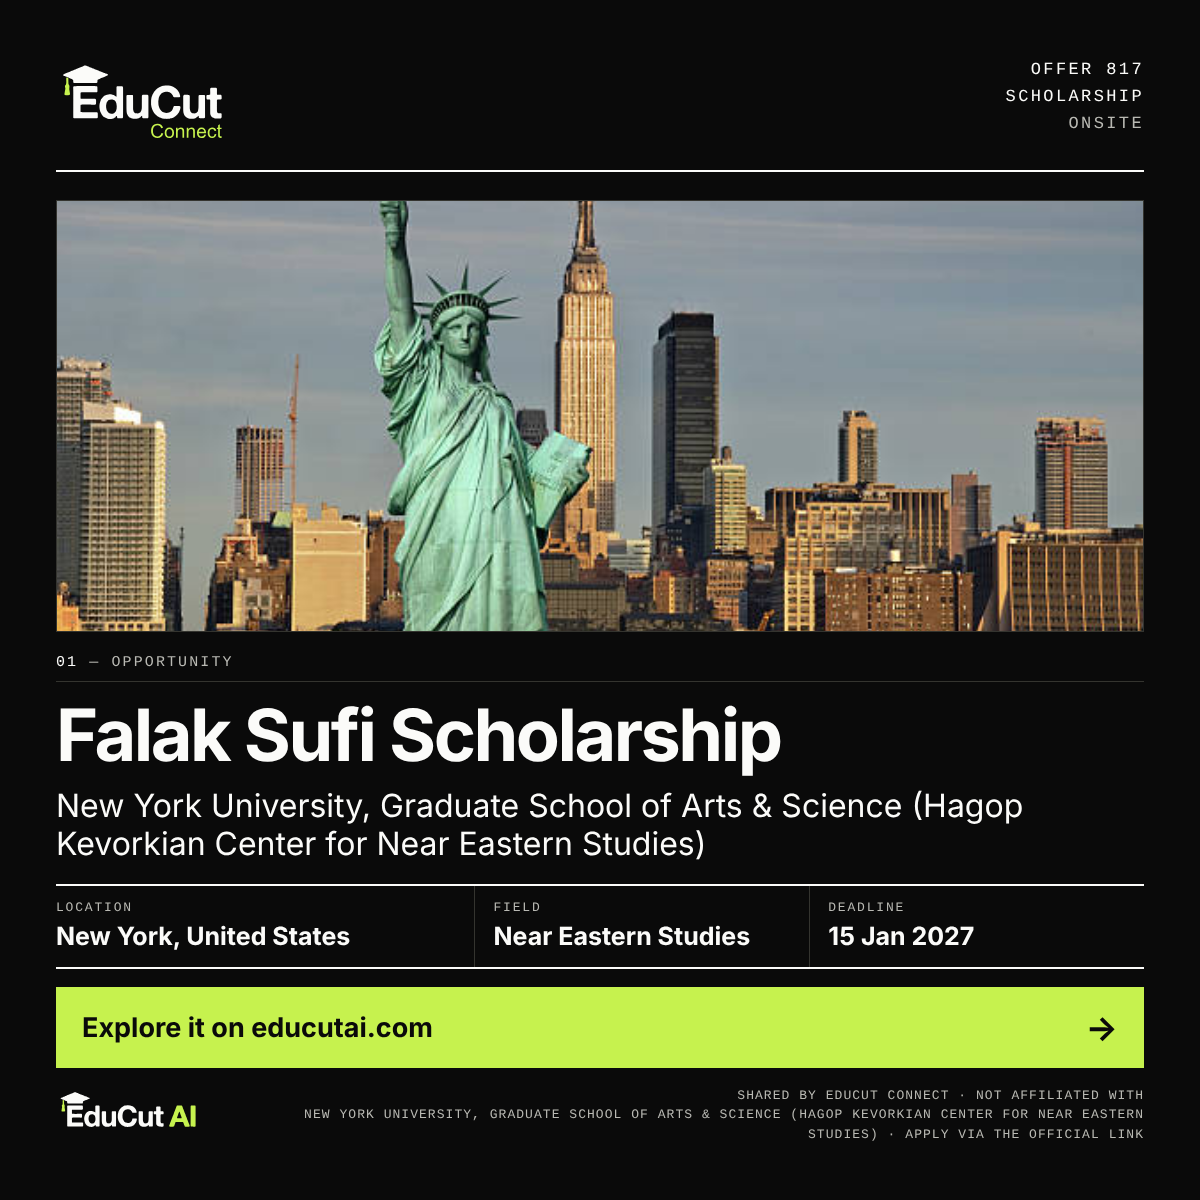 EduCut
Connect
OFFER 817
SCHOLARSHIP
ONSITE
01 — OPPORTUNITY
Falak Sufi Scholarship
New York University, Graduate School of Arts & Science (Hagop
Kevorkian Center for Near Eastern Studies)
LOCATION
New York, United States
FIELD
Near Eastern Studies
DEADLINE
15 Jan 2027
Explore it on educutai.com →
EduCut AI
SHARED BY EDUCUT CONNECT · NOT AFFILIATED WITH
NEW YORK UNIVERSITY, GRADUATE SCHOOL OF ARTS & SCIENCE (HAGOP KEVORKIAN CENTER FOR NEAR EASTERN
STUDIES) · APPLY VIA THE OFFICIAL LINK